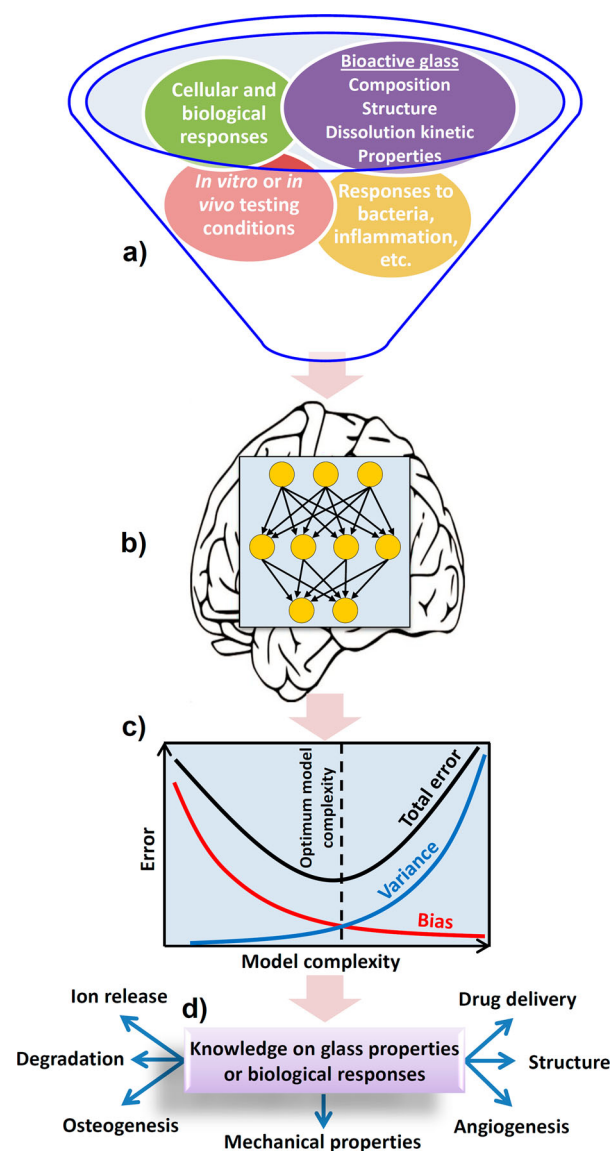 Cellular and
biological
responses
Bioactive glass
Composition
Structure
Dissolution kinetic
Properties
In vitro or in
vivo testing
conditions
Responses to
bacteria,
inflammation,
etc.
a)
b)
c)
Error
Optimum model
complexity
Total error
Variance
Bias
Model complexity
d)
Ion release
Degradation
Osteogenesis
Knowledge on glass properties
or biological responses
Mechanical properties
Drug delivery
Structure
Angiogenesis